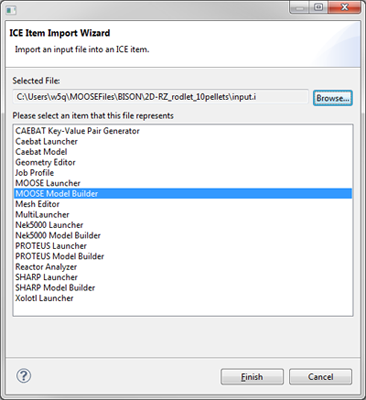 ICE Item Import Wizard
Import an input file into an ICE item.
Selected File:
C:\Users\w5q\MOOSEFiles\BISON\2D-RZ_rodlet_10pellets\input.i
Browse...
Please select an item that this file represents
CAEBAT Key-Value Pair Generator
Caebat Launcher
Caebat Model
Geometry Editor
Job Profile
MOOSE Launcher
MOOSE Model Builder
Mesh Editor
MultiLauncher
Nek5000 Launcher
Nek5000 Model Builder
PROTEUS Launcher
PROTEUS Model Builder
Reactor Analyzer
SHARP Launcher
SHARP Model Builder
Xolotl Launcher
?
Finish
Cancel